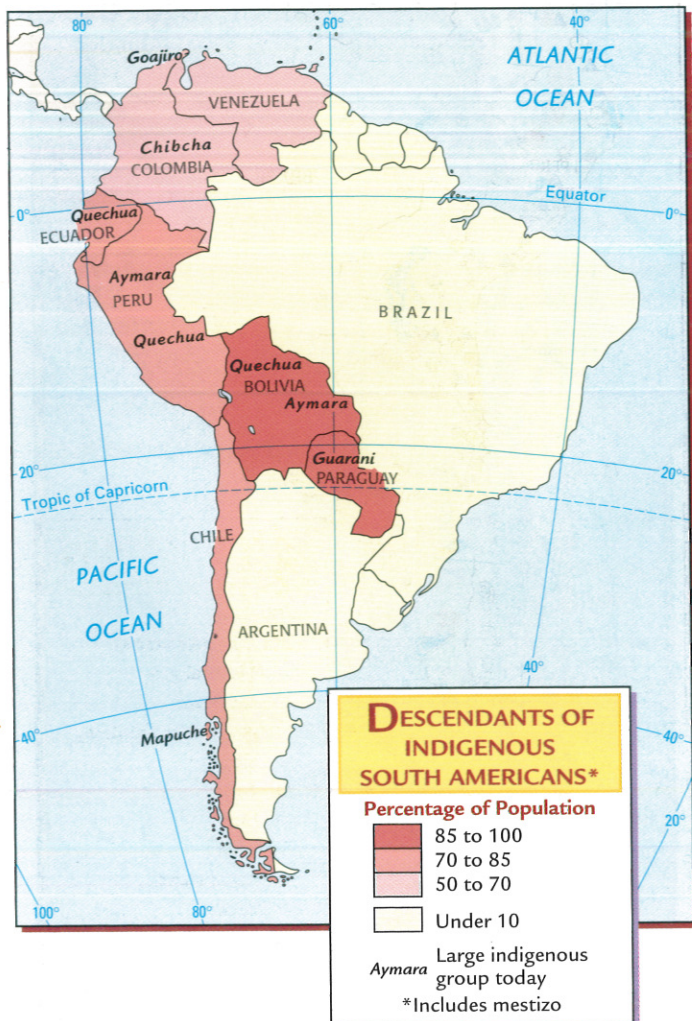 80°
60°
40°
Goajiro
ATLANTIC
OCEAN
VENEZUELA
Chibcha
COLOMBIA
Equator
0°
Quechua
0°
ECUADOR
Aymara
PERU
BRAZIL
Quechua
Quechua
BOLIVIA
Aymara
Guarani
PARAGUAY
20°
20°
Tropic of Capricorn
CHILE
PACIFIC
OCEAN
ARGENTINA
40°
Mapuche
40°
40°
20°
100°
80°
DESCENDANTS OF
INDIGENOUS
SOUTH AMERICANS*
Percentage of Population
85 to 100
70 to 85
50 to 70
Under 10
Aymara Large indigenous
group today
*Includes mestizo